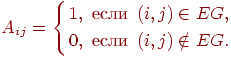 A_{ij} = { 1, если (i, j) ∈ EG,
0, если (i, j) ∉ EG.